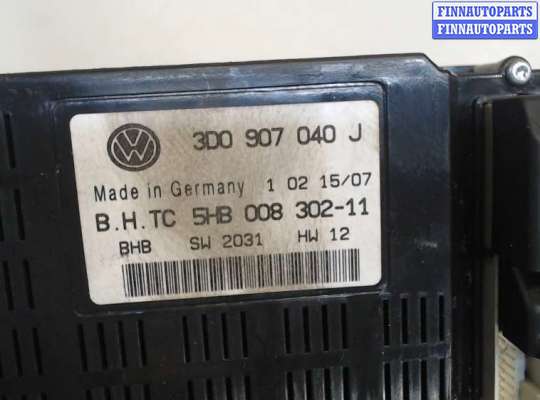 FINNAUTOPARTS
FINNAUTOPARTS
3D0 907 040 J
Made in Germany 1 02 15/07
B.H.TC 5HB 008 302-11
BHB SW 2031 HW 12